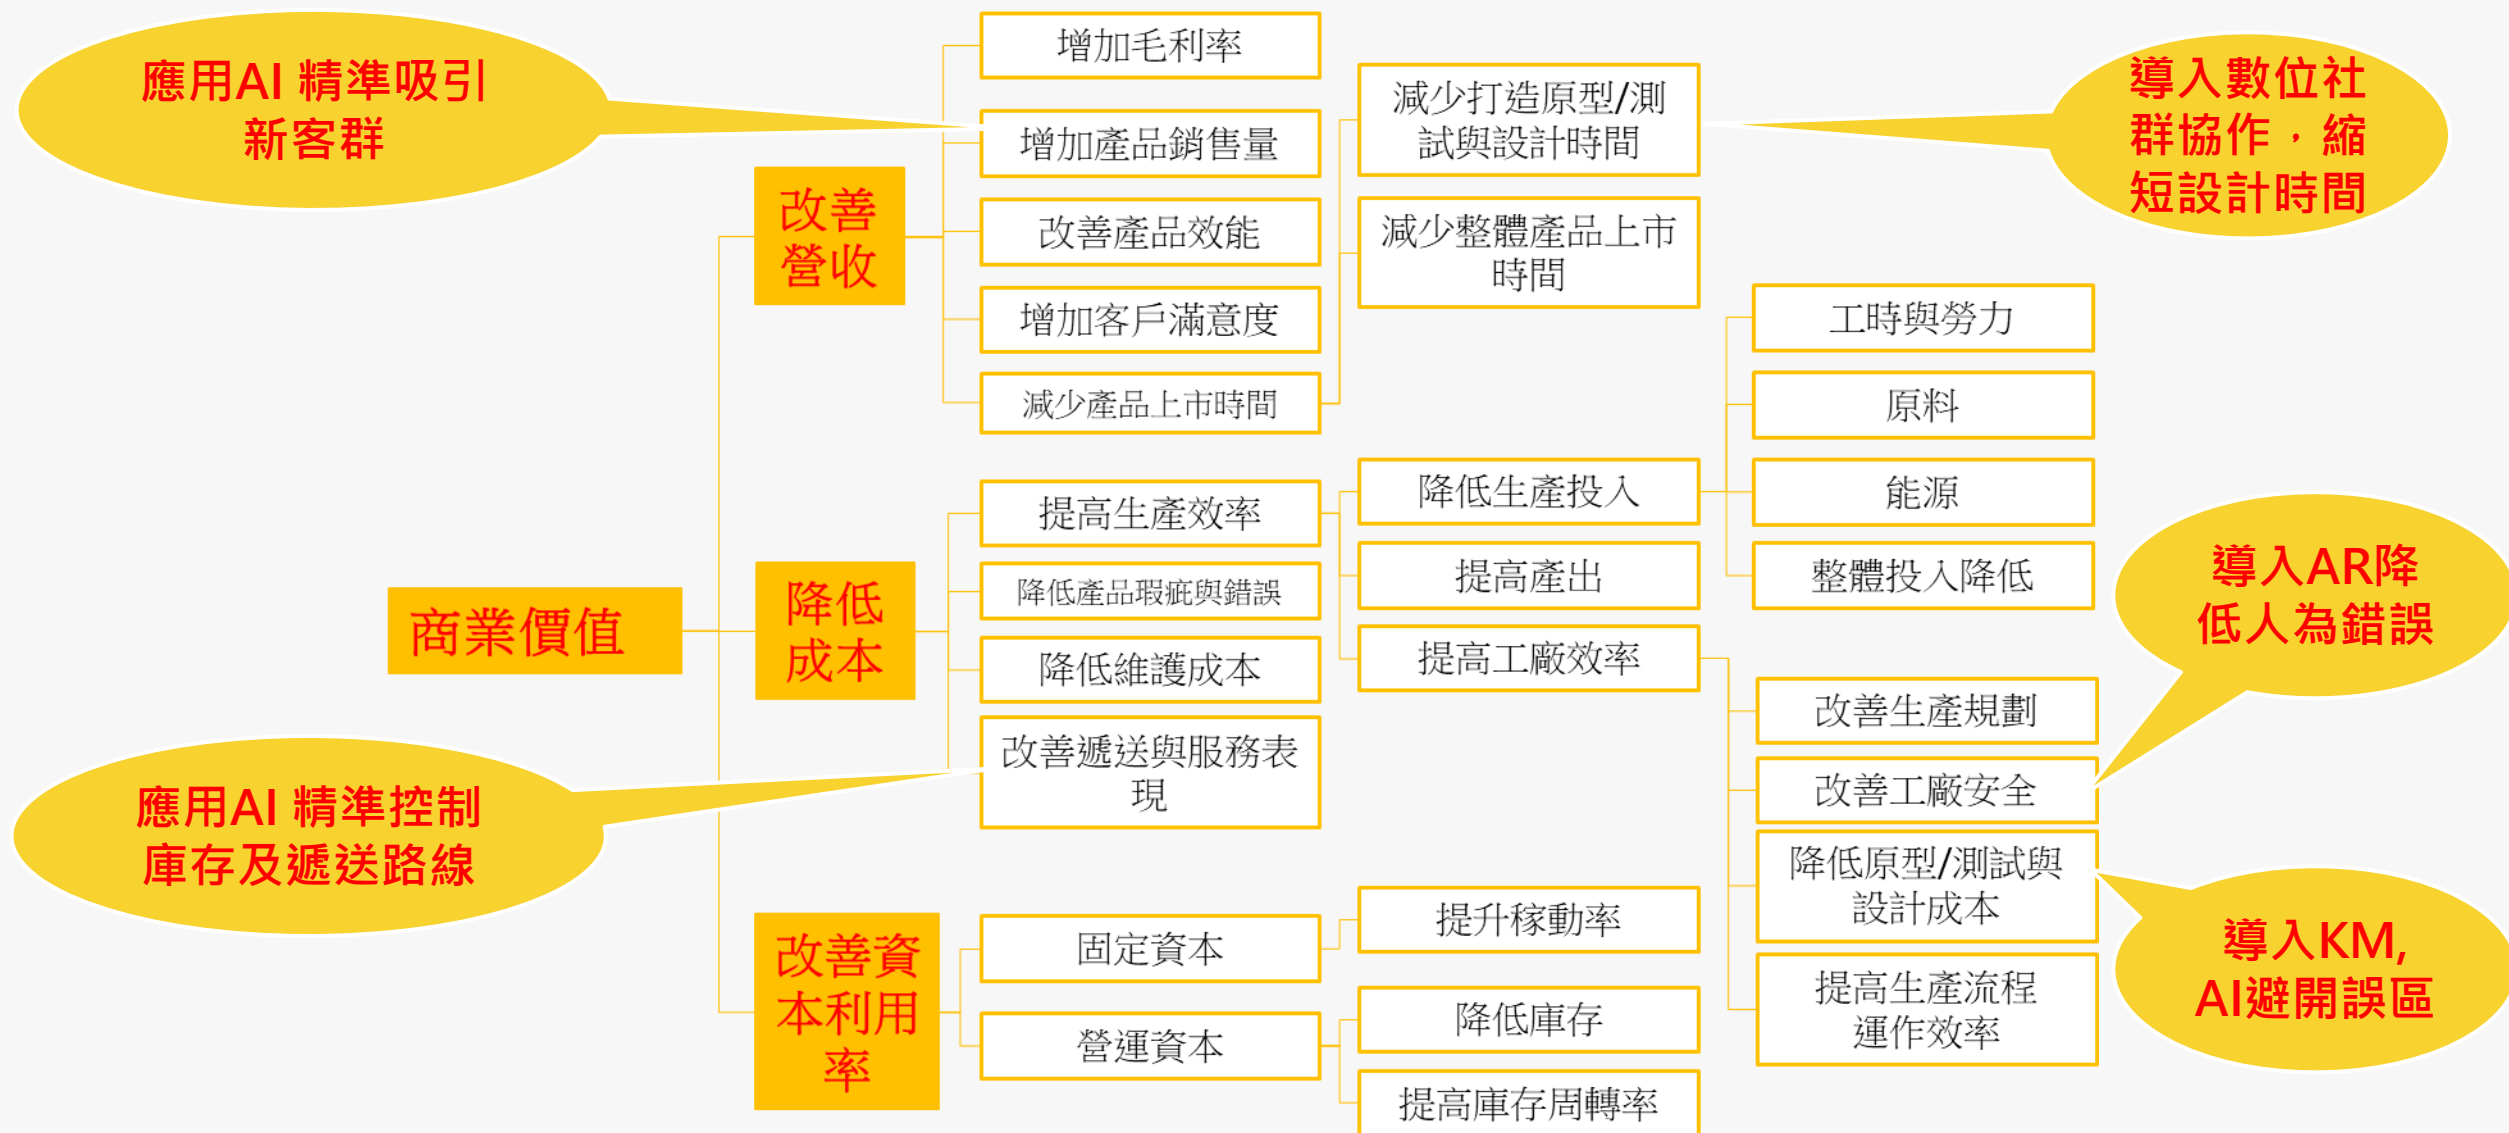 應用AI 精準吸引
新客群
增加毛利率
增加產品銷售量
改善產品效能
增加客戶滿意度
減少產品上市時間
減少打造原型/測
試與設計時間
減少整體產品上市
時間
導入數位社
群協作，縮
短設計時間
改善
營收
工時與勞力
原料
能源
整體投入降低
提高生產效率
降低產品瑕疵與錯誤
降低維護成本
改善遞送與服務表
現
降低生產投入
提高產出
提高工廠效率
商業價值
降低
成本
導入AR降
低人為錯誤
改善生產規劃
改善工廠安全
降低原型/測試與
設計成本
提高生產流程
運作效率
應用AI 精準控制
庫存及遞送路線
導入KM,
AI避開誤區
改善資
本利用
率
固定資本
營運資本
提升稼動率
降低庫存
提高庫存周轉率